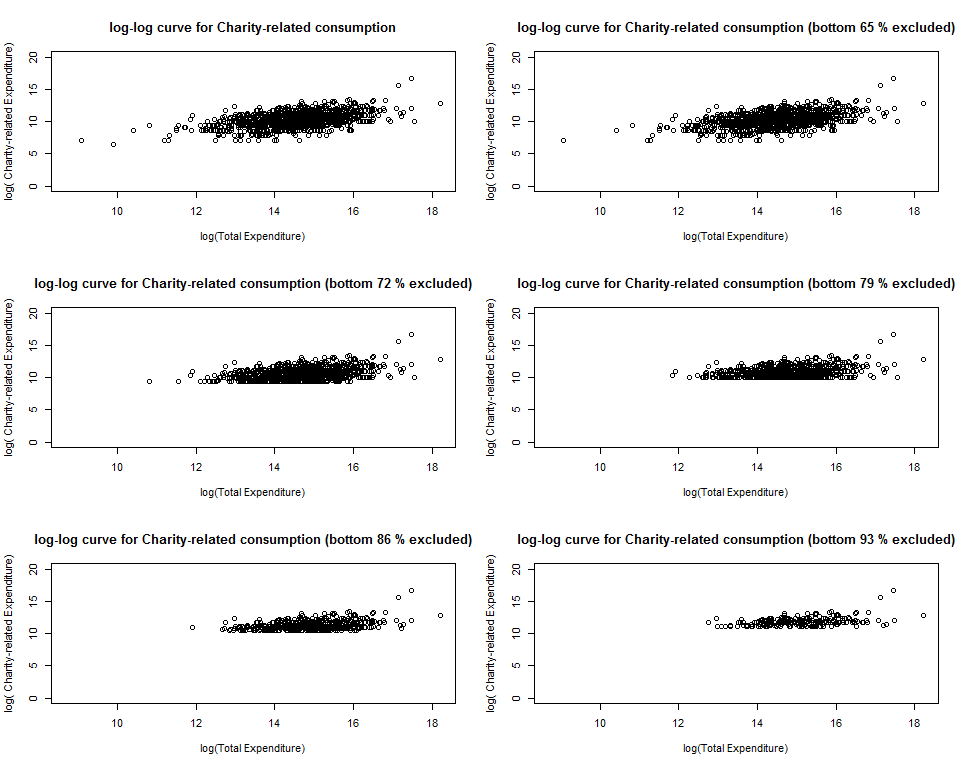 log-log curve for Charity-related consumption
log( Charity-related Expenditure)
20
15
10
5
0
10 12 14 16 18
log(Total Expenditure)
log-log curve for Charity-related consumption (bottom 65 % excluded)
log( Charity-related Expenditure)
20
15
10
5
0
10 12 14 16 18
log(Total Expenditure)
log-log curve for Charity-related consumption (bottom 72 % excluded)
log( Charity-related Expenditure)
20
15
10
5
0
10 12 14 16 18
log(Total Expenditure)
log-log curve for Charity-related consumption (bottom 79 % excluded)
log( Charity-related Expenditure)
20
15
10
5
0
10 12 14 16 18
log(Total Expenditure)
log-log curve for Charity-related consumption (bottom 86 % excluded)
log( Charity-related Expenditure)
20
15
10
5
0
10 12 14 16 18
log(Total Expenditure)
log-log curve for Charity-related consumption (bottom 93 % excluded)
log( Charity-related Expenditure)
20
15
10
5
0
10 12 14 16 18
log(Total Expenditure)